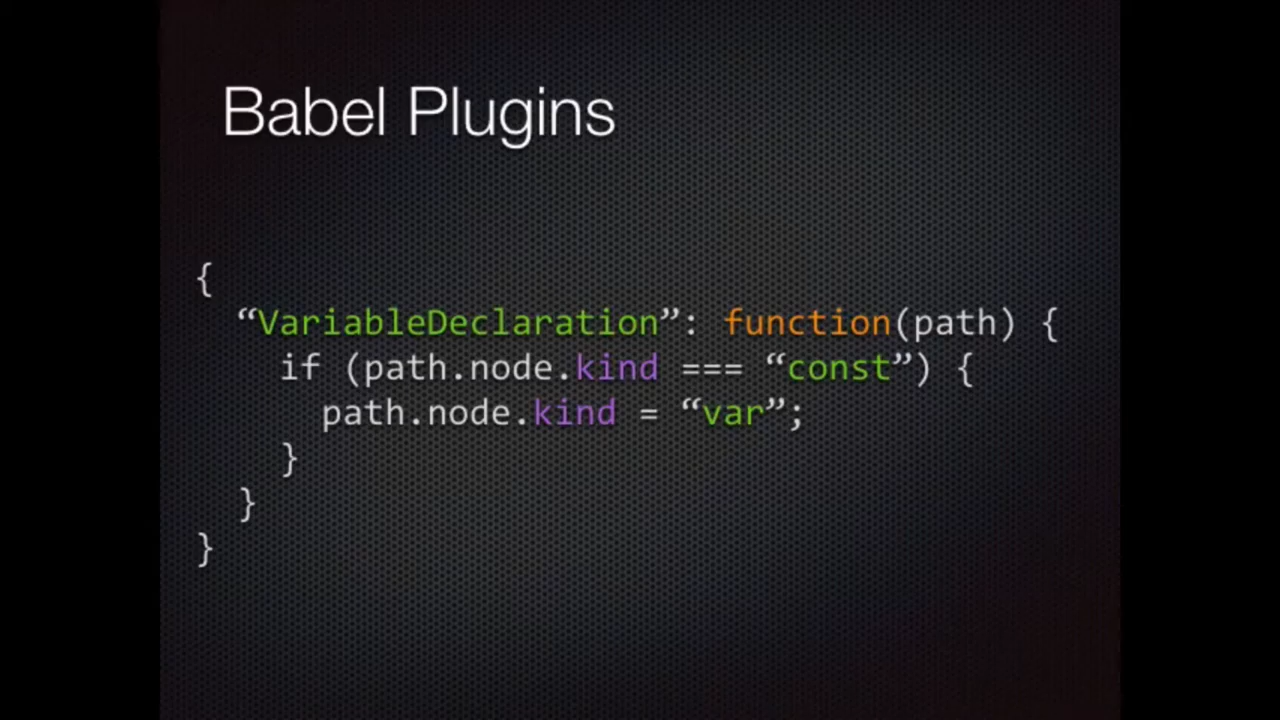 Babel Plugins
{
“VariableDeclaration”: function(path) {
if (path.node.kind === “const”) {
path.node.kind = “var”;
}
}
}